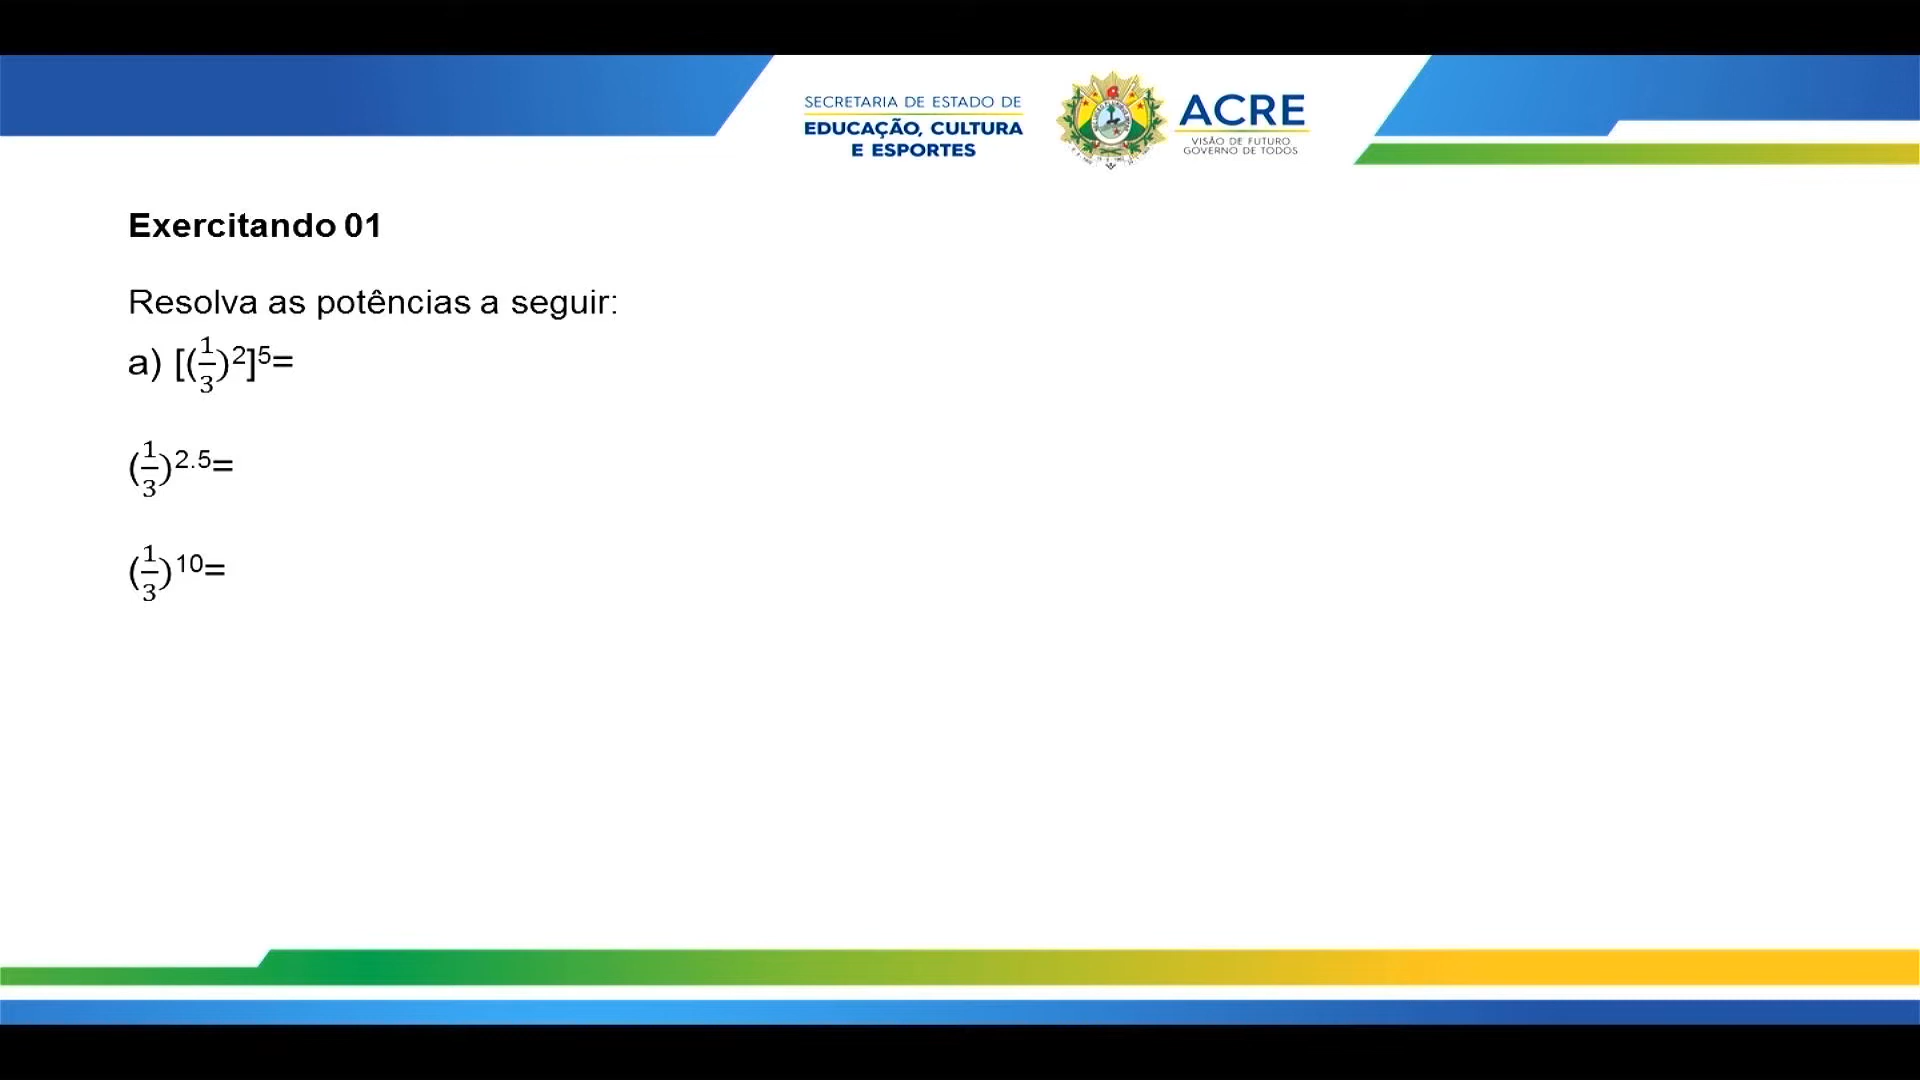 SECRETARIA DE ESTADO DE
EDUCAÇÃO, CULTURA
E ESPORTES
ACRE
VISÃO DE FUTURO
GOVERNO DE TODOS
Exercitando 01
Resolva as potências a seguir:
a) [(1/3)²]⁵=
(1/3)²·⁵=
(1/3)¹⁰=